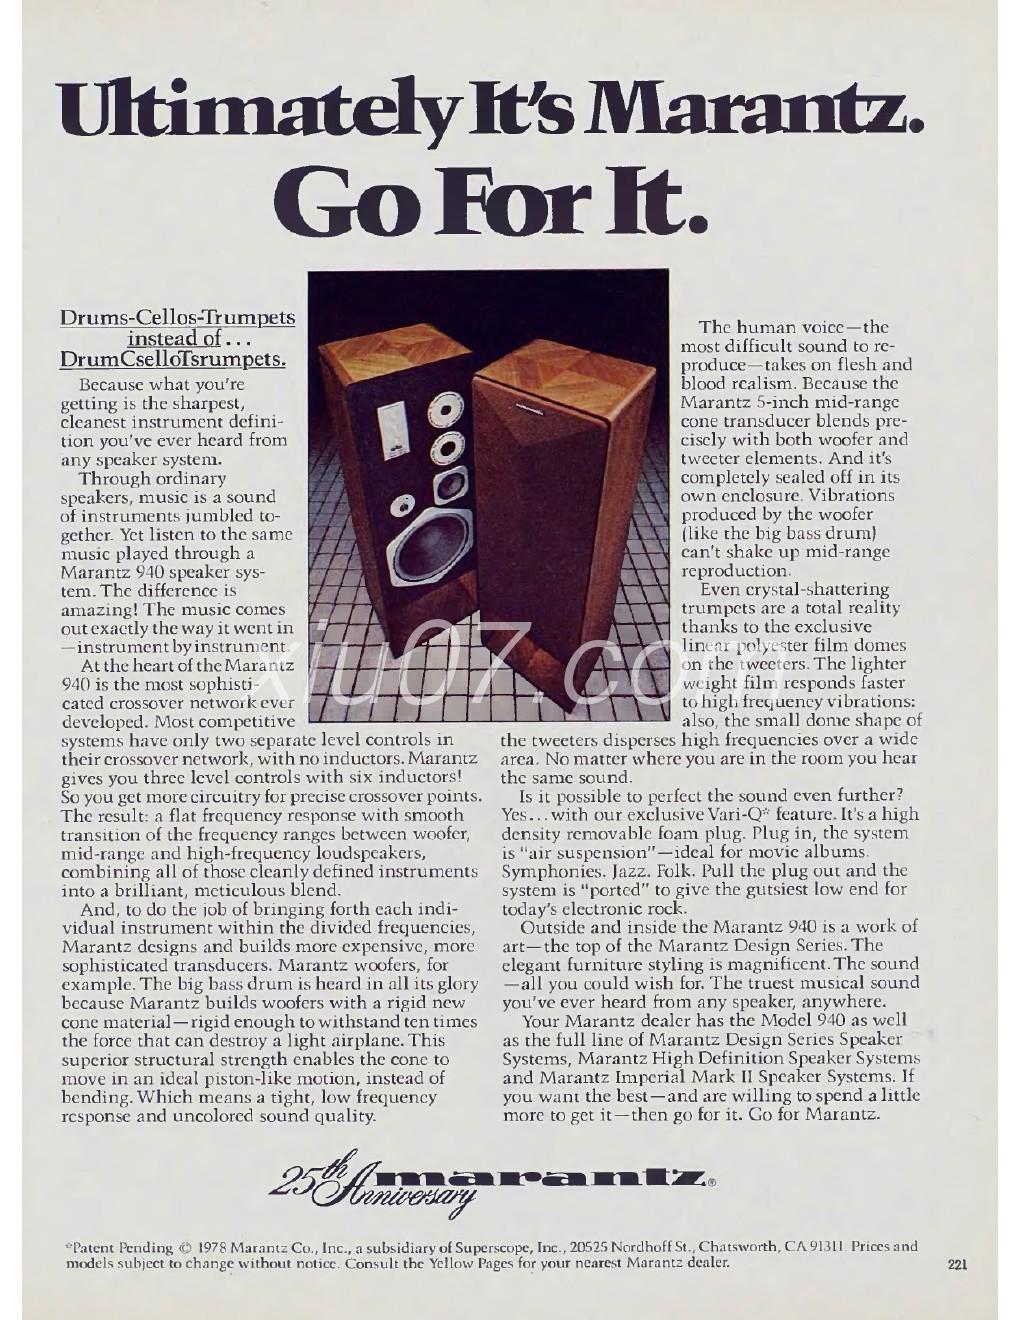 Ultimately It's Marantz.
Go For It.
Drums-Cellos-Trumpets
instead of...
DrumCselloTsrumpets.
Because what you're
getting is the sharpest,
cleanest instrument defini-
tion you've ever heard from
any speaker system.
Through ordinary
speakers, music is a sound
of instruments jumbled to-
gether. Yet listen to the same
music played through a
Marantz 940 speaker sys-
tem. The difference is
amazing! The music comes
out exactly the way it went in
—instrument by instrument.
At the heart of the Marantz
940 is the most sophisti-
cated crossover network ever
developed. Most competitive
systems have only two separate level controls in
their crossover network, with no inductors. Marantz
gives you three level controls with six inductors!
So you get more circuitry for precise crossover points.
The result: a flat frequency response with smooth
transition of the frequency ranges between woofer,
mid-range and high-frequency loudspeakers,
combining all of those cleanly defined instruments
into a brilliant, meticulous blend.
And, to do the job of bringing forth each indi-
vidual instrument within the divided frequencies,
Marantz designs and builds more expensive, more
sophisticated transducers. Marantz woofers, for
example. The big bass drum is heard in all its glory
because Marantz builds woofers with a rigid new
cone material—rigid enough to withstand ten times
the force that can destroy a light airplane. This
superior structural strength enables the cone to
move in an ideal piston-like motion, instead of
bending. Which means a tight, low frequency
response and uncolored sound quality.
The human voice—the
most difficult sound to re-
produce—takes on flesh and
blood realism. Because the
Marantz 5-inch mid-range
cone transducer blends pre-
cisely with both woofer and
tweeter elements. And it's
completely sealed off in its
own enclosure. Vibrations
produced by the woofer
(like the big bass drum)
can't shake up mid-range
reproduction.
Even crystal-shattering
trumpets are a total reality
thanks to the exclusive
linear polyester film domes
on the tweeters. The lighter
weight film responds faster
to high frequency vibrations:
also, the small dome shape of
the tweeters disperses high frequencies over a wide
area. No matter where you are in the room you hear
the same sound.
Is it possible to perfect the sound even further?
Yes...with our exclusive Vari-Q* feature. It's a high
density removable foam plug. Plug in, the system
is "air suspension"—ideal for movie albums.
Symphonies. Jazz. Folk. Pull the plug out and the
system is "ported" to give the gutsiest low end for
today's electronic rock.
Outside and inside the Marantz 940 is a work of
art—the top of the Marantz Design Series. The
elegant furniture styling is magnificent. The sound
—all you could wish for. The truest musical sound
you've ever heard from any speaker, anywhere.
Your Marantz dealer has the Model 940 as well
as the full line of Marantz Design Series Speaker
Systems, Marantz High Definition Speaker Systems
and Marantz Imperial Mark II Speaker Systems. If
you want the best—and are willing to spend a little
more to get it—then go for it. Go for Marantz.
xiu07.com
25th Anniversary marantz®
*Patent Pending © 1978 Marantz Co., Inc., a subsidiary of Superscope, Inc., 20525 Nordhoff St., Chatsworth, CA 91311. Prices and
models subject to change without notice. Consult the Yellow Pages for your nearest Marantz dealer.
221